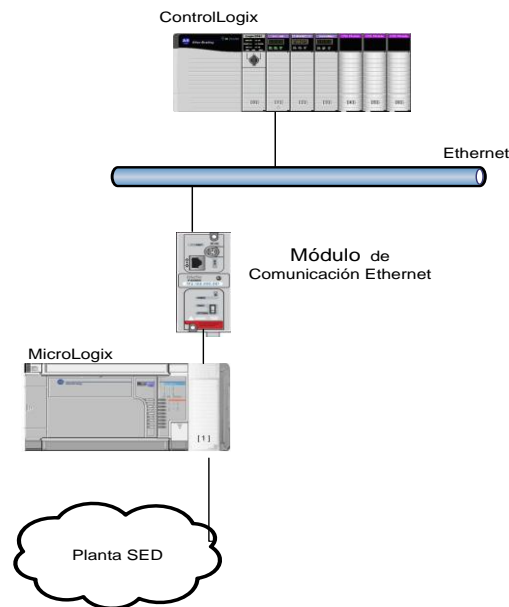 ControlLogix
Ethernet
Módulo de
Comunicación Ethernet
MicroLogix
[1]
Planta SED